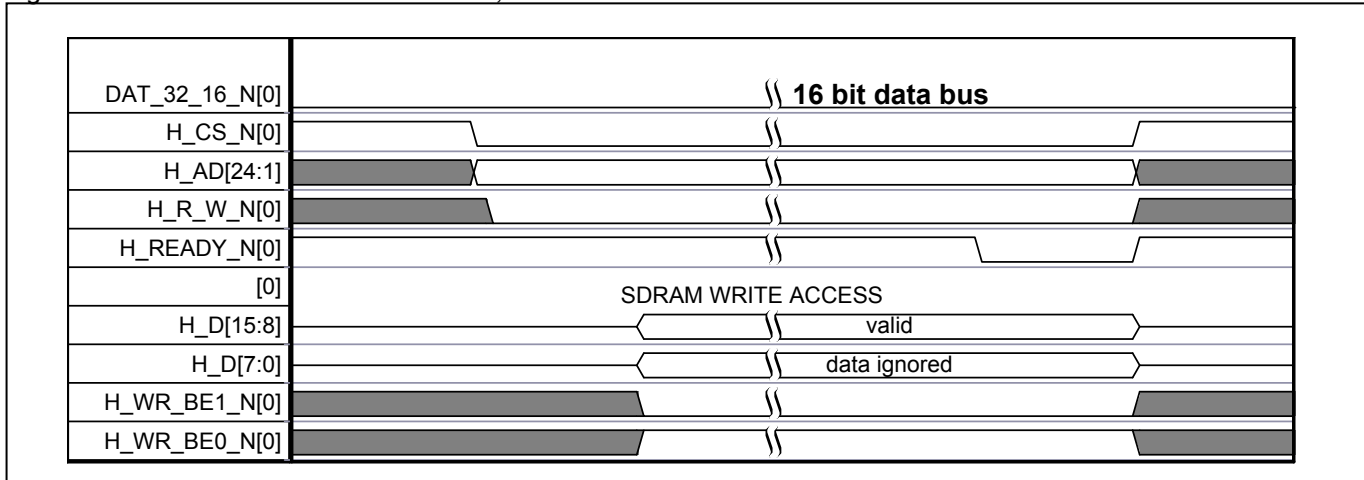 DAT_32_16_N[0] 16 bit data bus
H_CS_N[0]
H_AD[24:1]
H_R_W_N[0]
H_READY_N[0]
[0] SDRAM WRITE ACCESS
H_D[15:8] valid
H_D[7:0] data ignored
H_WR_BE1_N[0]
H_WR_BE0_N[0]